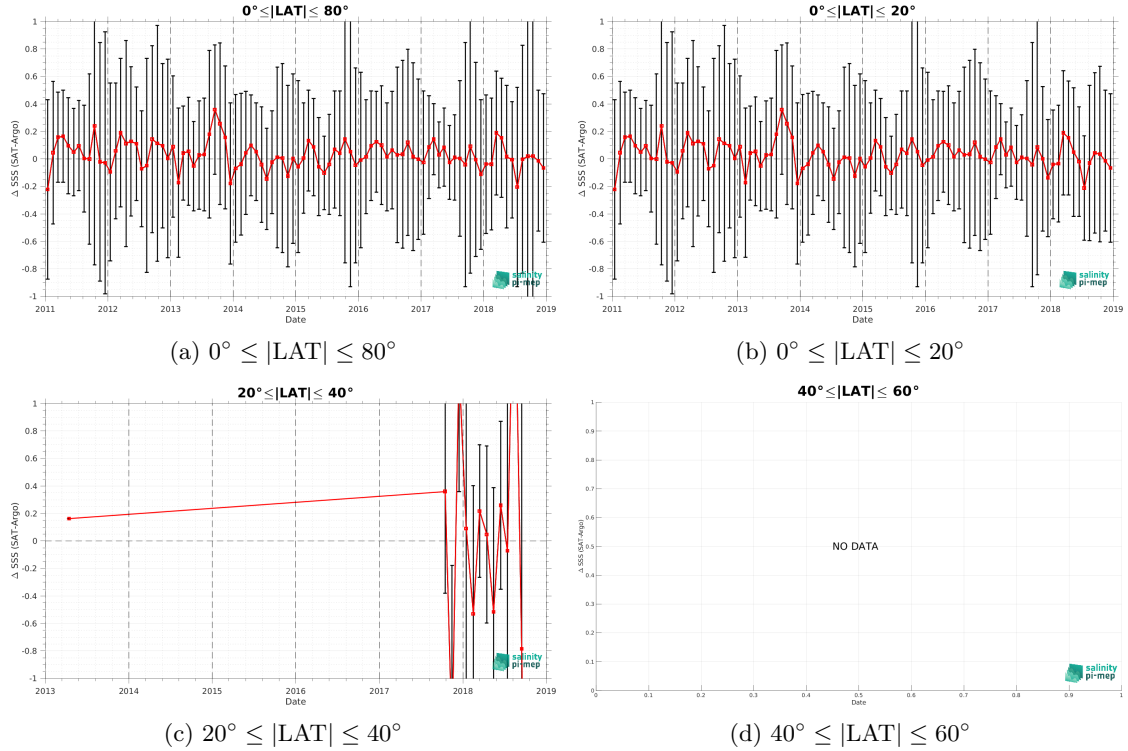 0°≤|LAT|≤ 80°
1
0.8
0.6
0.4
0.2
0
-0.2
-0.4
-0.6
-0.8
-1
Δ SSS (SAT-Argo)
2011 2012 2013 2014 2015 2016 2017 2018 2019
Date
salinity
pi-mep
(a) 0° ≤ |LAT| ≤ 80°
0°≤|LAT|≤ 20°
1
0.8
0.6
0.4
0.2
0
-0.2
-0.4
-0.6
-0.8
-1
Δ SSS (SAT-Argo)
2011 2012 2013 2014 2015 2016 2017 2018 2019
Date
salinity
pi-mep
(b) 0° ≤ |LAT| ≤ 20°
20°≤|LAT|≤ 40°
1
0.8
0.6
0.4
0.2
0
-0.2
-0.4
-0.6
-0.8
-1
Δ SSS (SAT-Argo)
2013 2014 2015 2016 2017 2018 2019
Date
salinity
pi-mep
(c) 20° ≤ |LAT| ≤ 40°
40°≤|LAT|≤ 60°
1
0.9
0.8
0.7
0.6
0.5
0.4
0.3
0.2
0.1
0
Δ SSS (SAT-Argo)
NO DATA
0 0.1 0.2 0.3 0.4 0.5 0.6 0.7 0.8 0.9 1
Date
salinity
pi-mep
(d) 40° ≤ |LAT| ≤ 60°